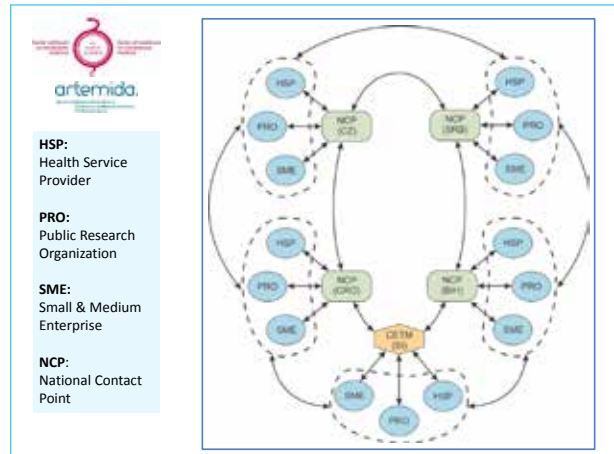 artemida.
HSP:
Health Service
Provider
PRO:
Public Research
Organization
SME:
Small & Medium
Enterprise
NCP:
National Contact
Point
HSP
PRO
SME
NCP
(CZ)
NCP
(SRB)
HSP
PRO
SME
HSP
PRO
SME
NCP
(CRO)
NCP
(BIH)
HSP
PRO
SME
CETM
(SI)
SME
PRO
HSP